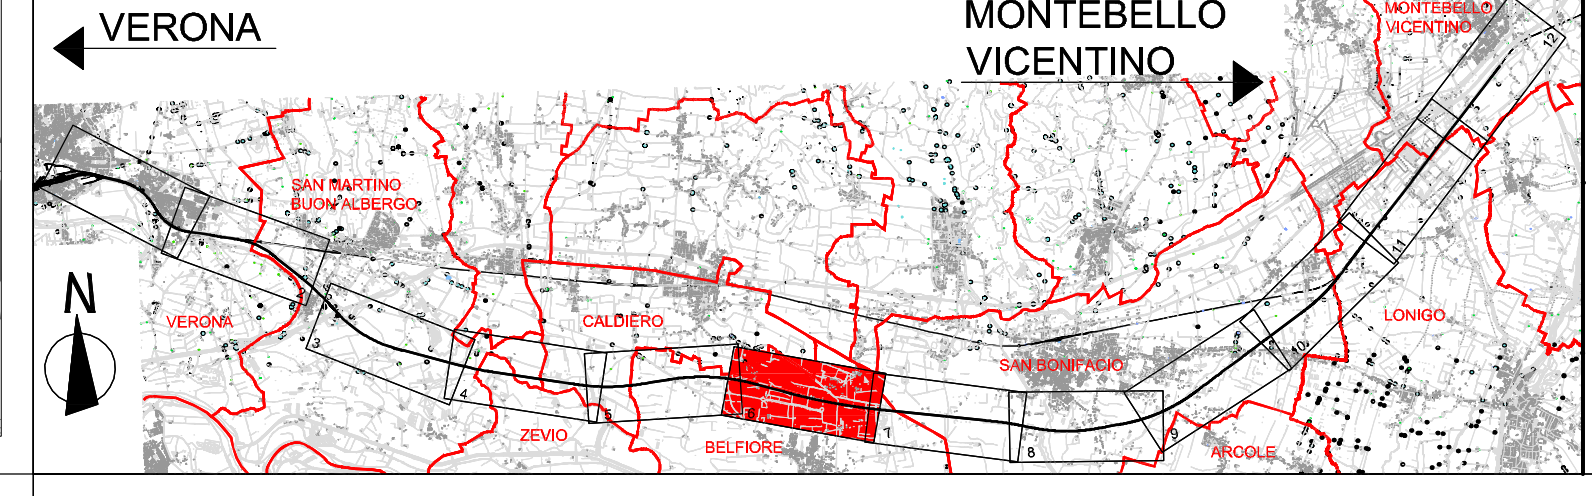 VERONA
MONTEBELLO
VICENTINO
MONTEBELLO
VICENTINO
12
SAN MARTINO
BUON ALBERGO
11
N
2
VERONA
3
CALDIERO
LONIGO
10
SAN BONIFACIO
4
5
6
7
ZEVIO
BELFIORE
8
9
ARCOLE